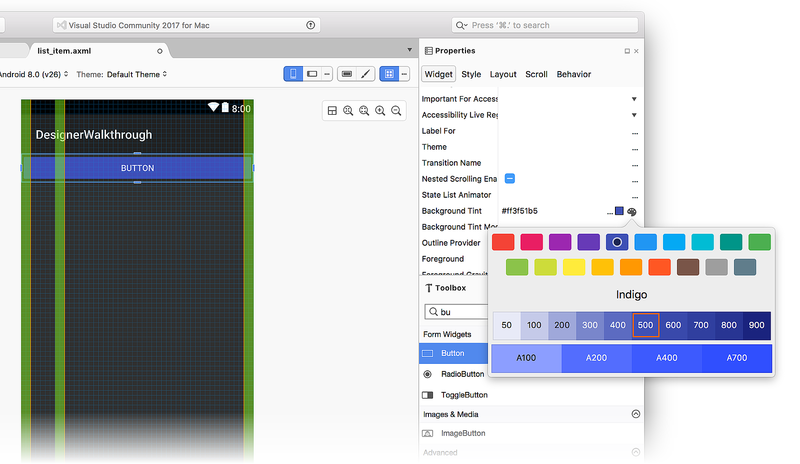 Visual Studio Community 2017 for Mac
Press '⌘.' to search
list_item.axml
Properties
Android 8.0 (v26)
Theme: Default Theme
Widget Style Layout Scroll Behavior
8:00
DesignerWalkthrough
BUTTON
Important For Access
Accessibility Live Reg
Label For ...
Theme ...
Transition Name ...
Nested Scrolling Ena ...
State List Animator ...
Background Tint #ff3f51b5 ...
Background Tint Mo
Outline Provider
Foreground
Foreground Gravit
Toolbox
bu
Form Widgets
Button
RadioButton
ToggleButton
Images & Media
ImageButton
Advanced
Indigo
50 100 200 300 400 500 600 700 800 900
A100 A200 A400 A700